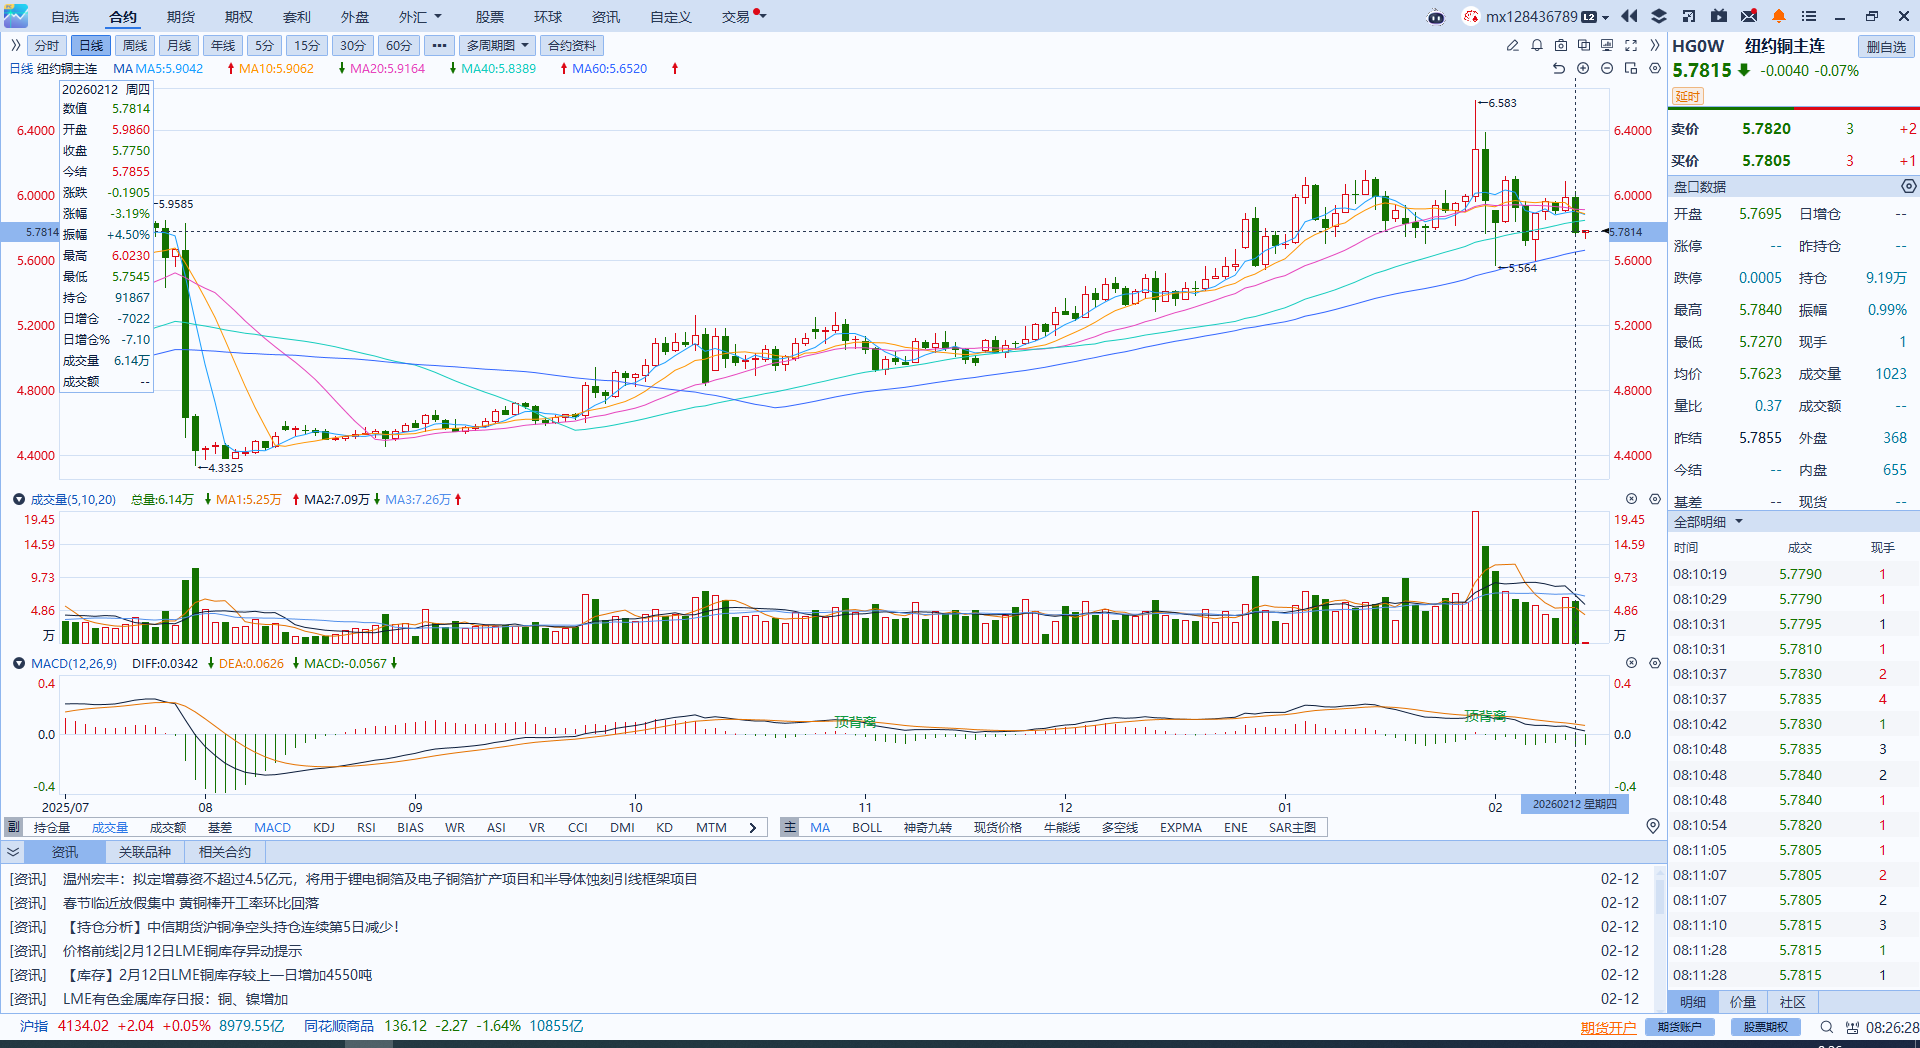 自选 合约 期货 期权 套利 外盘 外汇 股票 环球 资讯 自定义 交易 mx128436789 L2
分时 日线 周线 月线 年线 5分 15分 30分 60分 ••• 多周期图 合约资料
日线 纽约铜主连 MA MA5:5.9042 MA10:5.9062 MA20:5.9164 MA40:5.8389 MA60:5.6520
20260212 周四
数值 5.7814
开盘 5.9860
收盘 5.7750
今结 5.7855
涨跌 -0.1905
涨幅 -3.19%
振幅 +4.50%
最高 6.0230
最低 5.7545
持仓 91867
日增仓 -7022
日增仓% -7.10
成交量 6.14万
成交额 --
6.4000
6.0000
5.7814
5.6000
5.2000
4.8000
4.4000
5.9585
4.3325
6.583
5.564
6.4000
6.0000
5.7814
5.6000
5.2000
4.8000
4.4000
成交量(5,10,20) 总量:6.14万 MA1:5.25万 MA2:7.09万 MA3:7.26万
19.45 19.45
14.59 14.59
9.73 9.73
4.86 4.86
万 万
MACD(12,26,9) DIFF:0.0342 DEA:0.0626 MACD:-0.0567
0.4 0.4
顶背离 顶背离
0.0 0.0
-0.4 -0.4
2025/07 08 09 10 11 12 01 02 20260212 星期四
副 持仓量 成交量 成交额 基差 MACD KDJ RSI BIAS WR ASI VR CCI DMI KD MTM 主 MA BOLL 神奇九转 现货价格 牛熊线 多空线 EXPMA ENE SAR主图
资讯 关联品种 相关合约
[资讯] 温州宏丰：拟定增募资不超过4.5亿元，将用于锂电铜箔及电子铜箔扩产项目和半导体蚀刻引线框架项目 02-12
[资讯] 春节临近放假集中 黄铜棒开工率环比回落 02-12
[资讯] 【持仓分析】中信期货沪铜净空头持仓连续第5日减少！ 02-12
[资讯] 价格前线|2月12日LME铜库存异动提示 02-12
[资讯] 【库存】2月12日LME铜库存较上一日增加4550吨 02-12
[资讯] LME有色金属库存日报：铜、镍增加 02-12
HG0W 纽约铜主连 删自选
5.7815 -0.0040 -0.07%
延时
卖价 5.7820 3 +2
买价 5.7805 3 +1
盘口数据
开盘 5.7695 日增仓 --
涨停 -- 昨持仓 --
跌停 0.0005 持仓 9.19万
最高 5.7840 振幅 0.99%
最低 5.7270 现手 1
均价 5.7623 成交量 1023
量比 0.37 成交额 --
昨结 5.7855 外盘 368
今结 -- 内盘 655
基差 -- 现货 --
全部明细
时间 成交 现手
08:10:19 5.7790 1
08:10:29 5.7790 1
08:10:31 5.7795 1
08:10:31 5.7810 1
08:10:37 5.7830 2
08:10:37 5.7835 4
08:10:42 5.7830 1
08:10:48 5.7835 3
08:10:48 5.7840 2
08:10:48 5.7840 1
08:10:54 5.7820 1
08:11:05 5.7805 1
08:11:07 5.7805 2
08:11:07 5.7805 2
08:11:10 5.7815 3
08:11:28 5.7815 1
08:11:28 5.7815 1
明细 价量 社区
沪指 4134.02 +2.04 +0.05% 8979.55亿 同花顺商品 136.12 -2.27 -1.64% 10855亿 期货开户 期货账户 股票期权 08:26:28